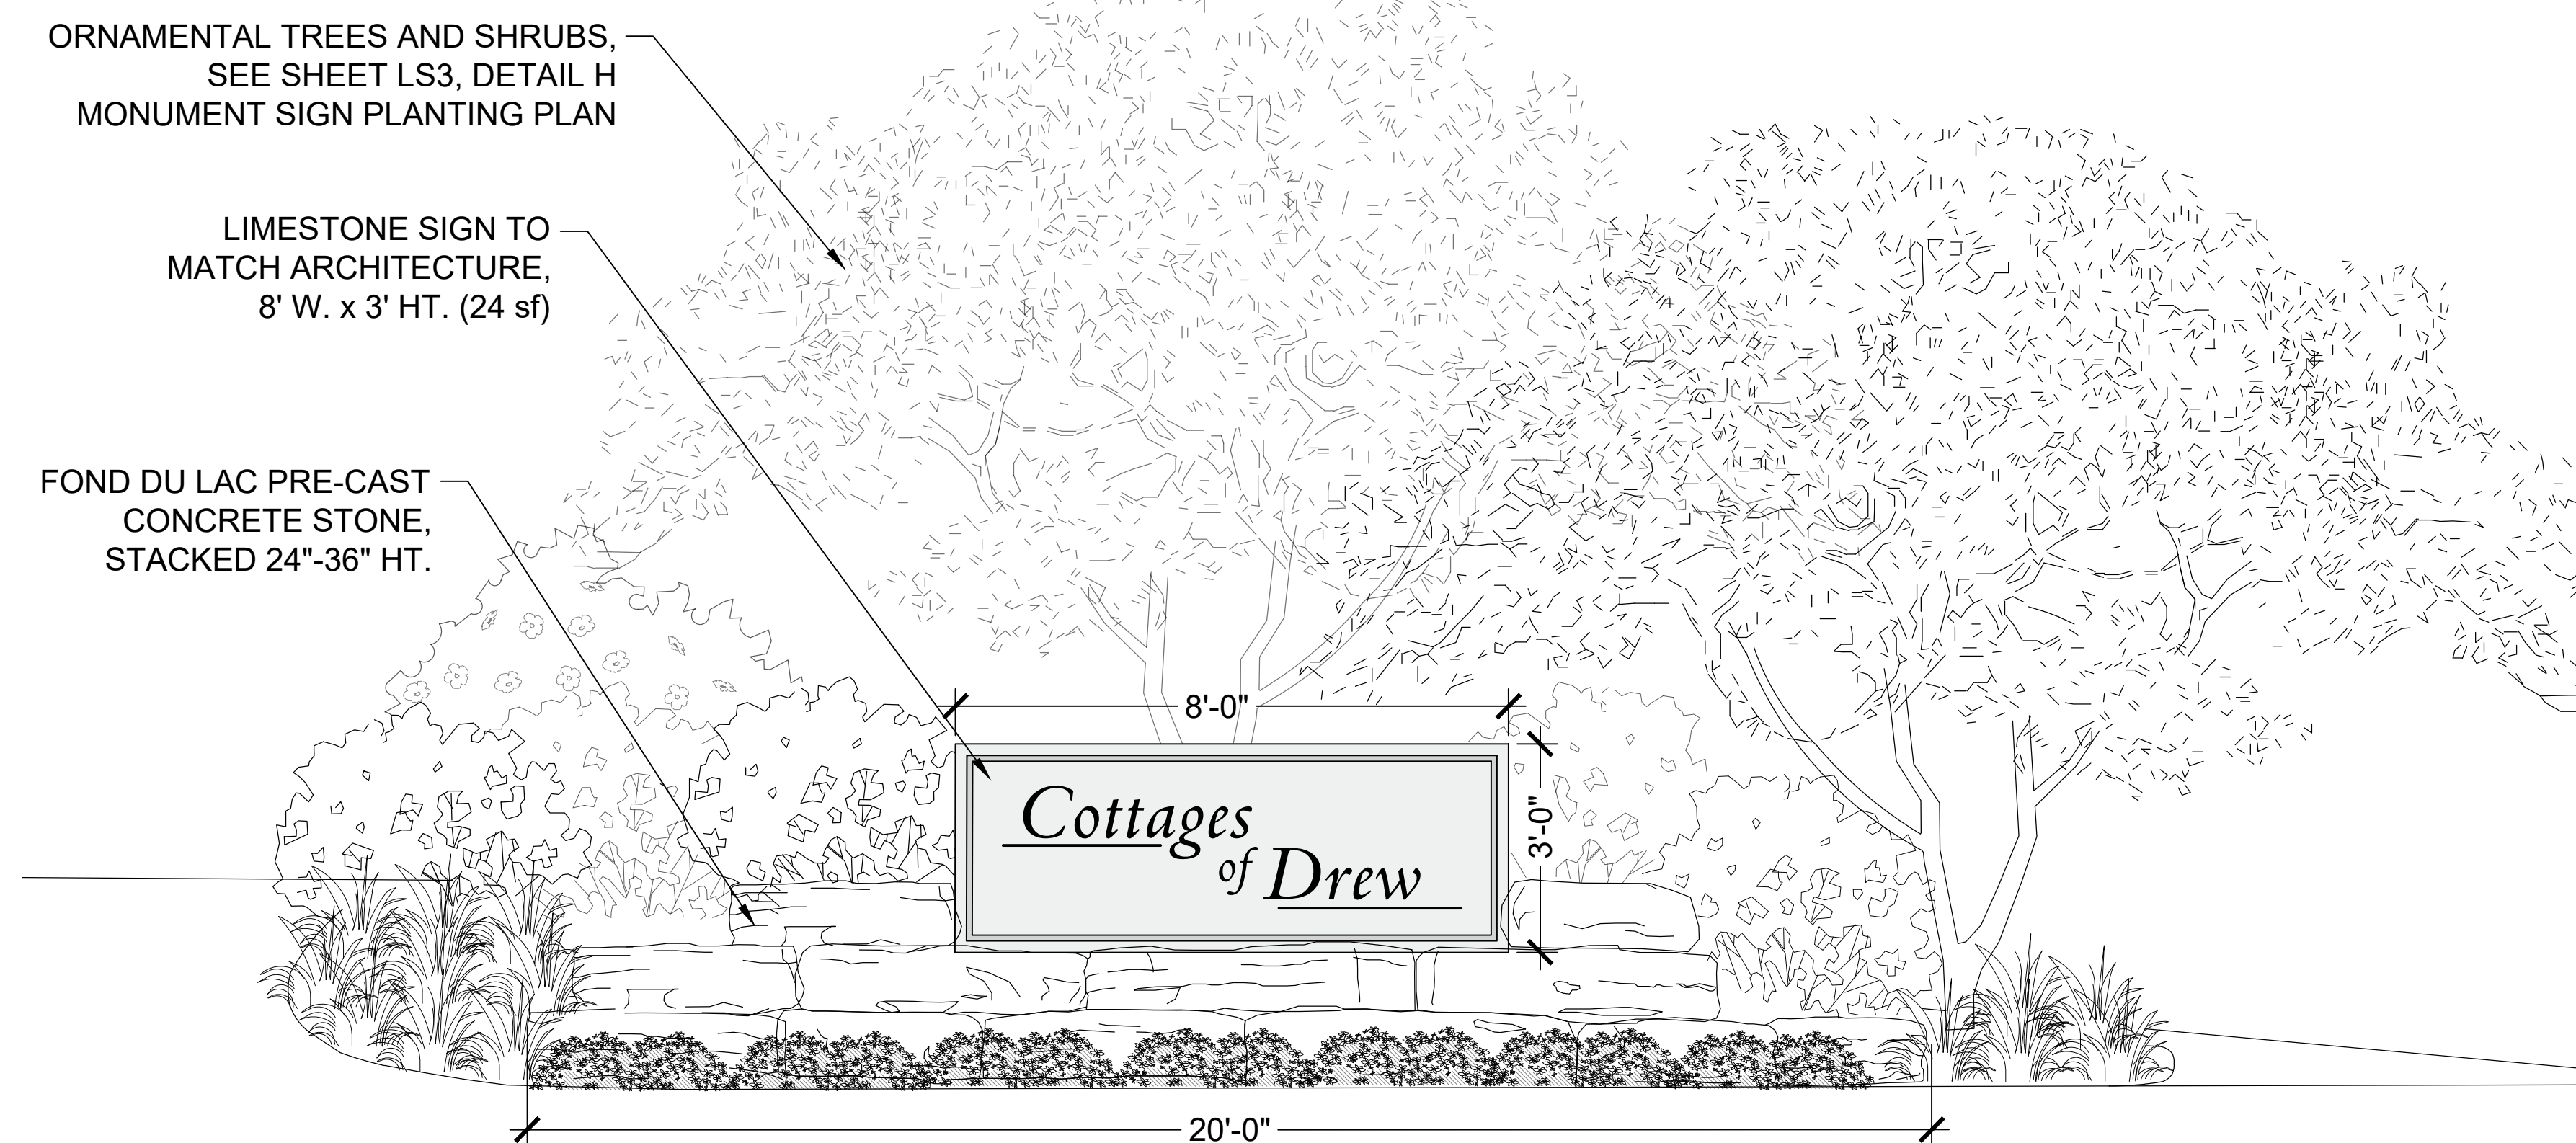 ORNAMENTAL TREES AND SHRUBS,
SEE SHEET LS3, DETAIL H
MONUMENT SIGN PLANTING PLAN
LIMESTONE SIGN TO
MATCH ARCHITECTURE,
8' W. x 3' HT. (24 sf)
FOND DU LAC PRE-CAST
CONCRETE STONE,
STACKED 24"-36" HT.
8'-0"
3'-0"
Cottages
of Drew
20'-0"